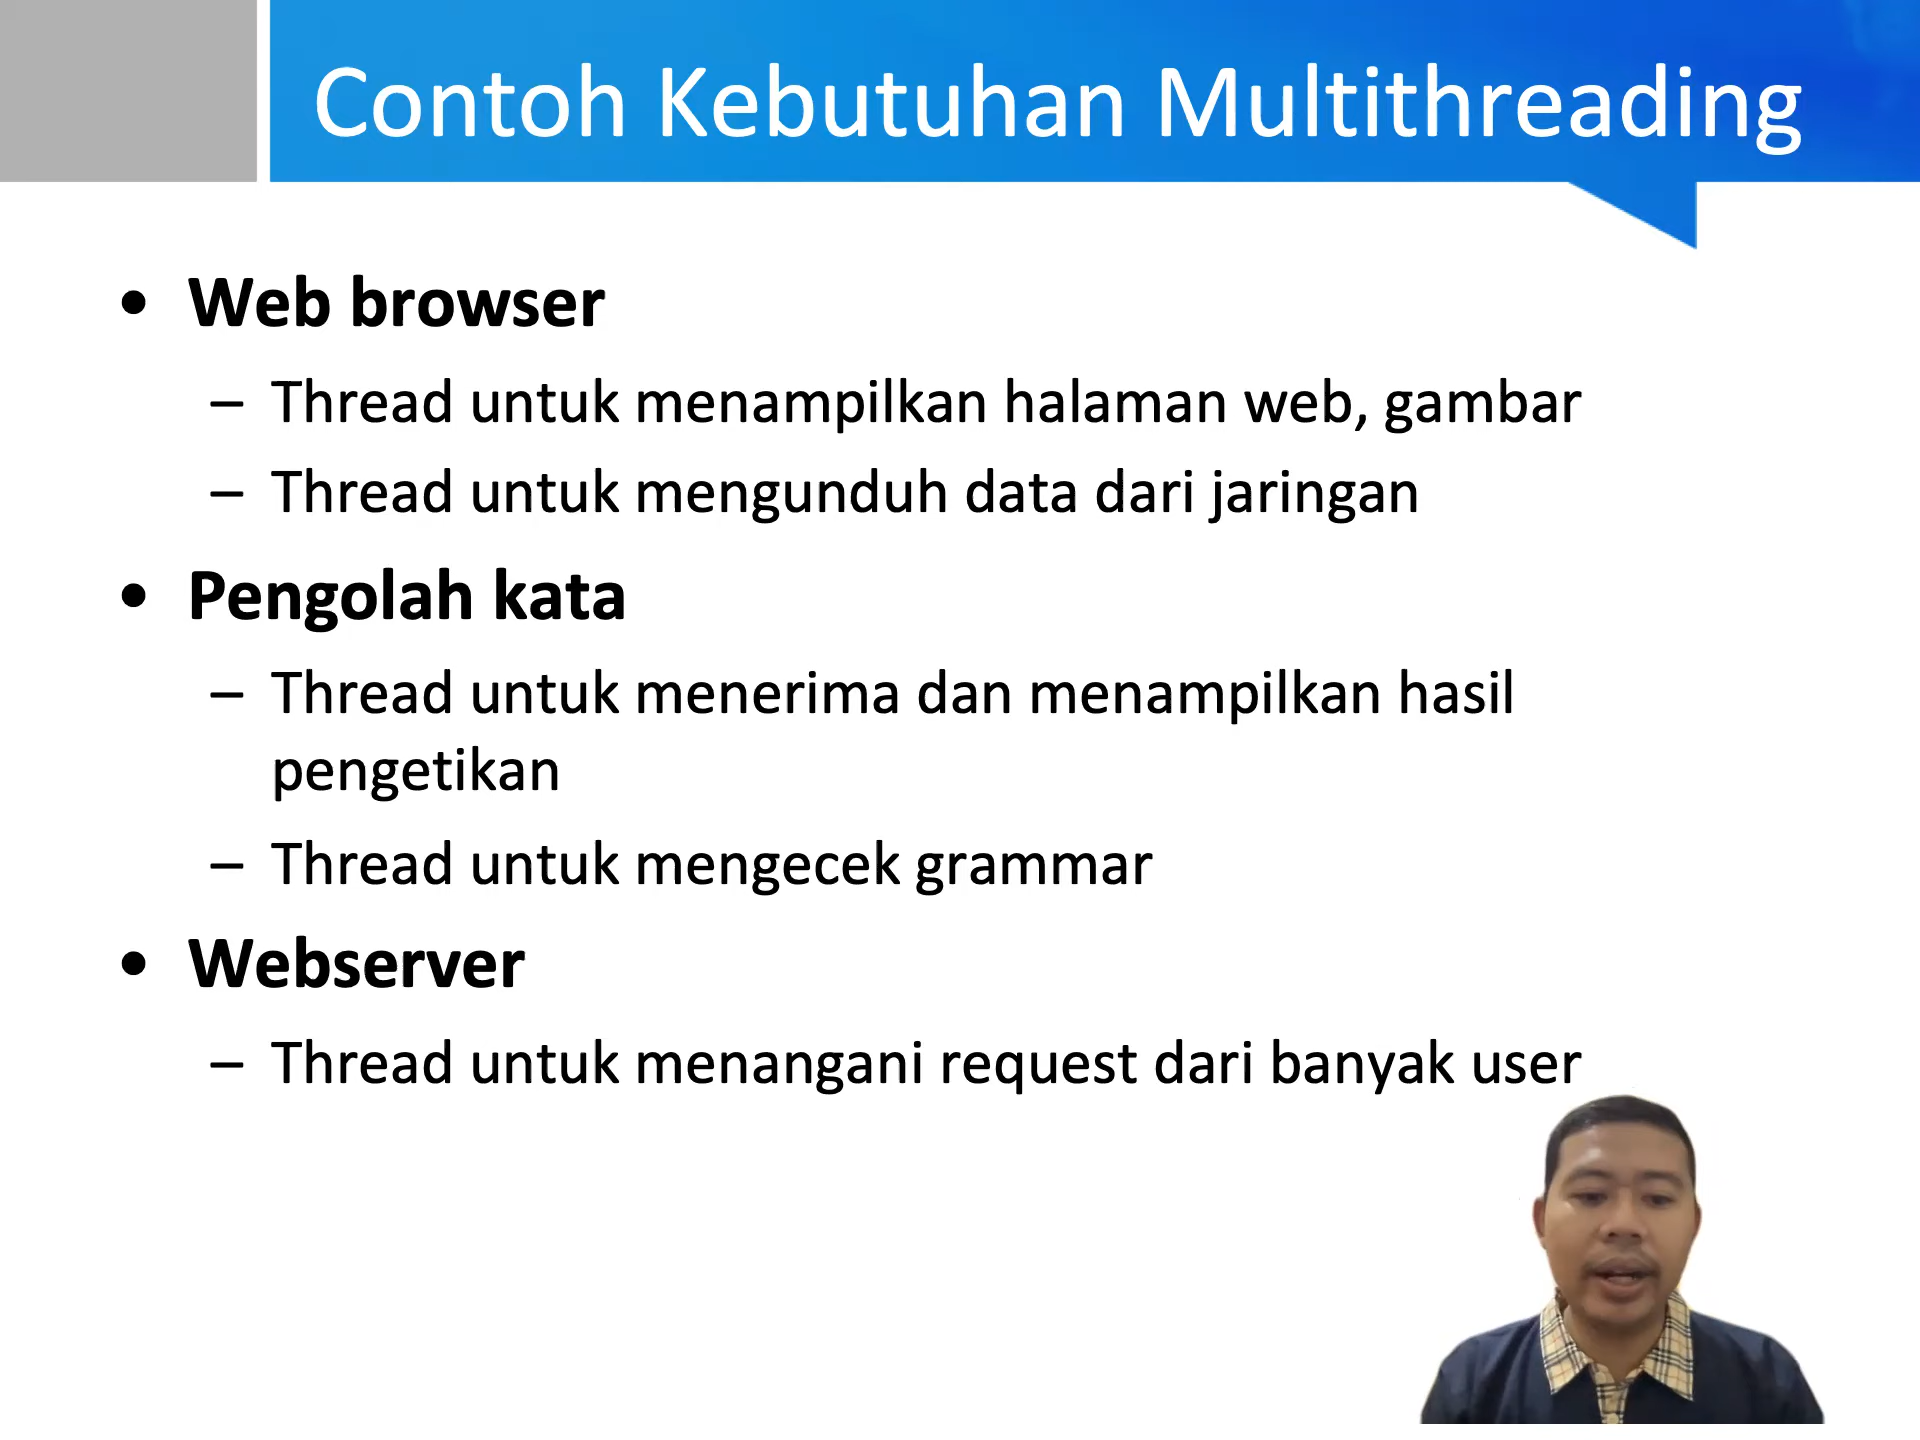 Contoh Kebutuhan Multithreading
• Web browser
– Thread untuk menampilkan halaman web, gambar
– Thread untuk mengunduh data dari jaringan
• Pengolah kata
– Thread untuk menerima dan menampilkan hasil
pengetikan
– Thread untuk mengecek grammar
• Webserver
– Thread untuk menangani request dari banyak user